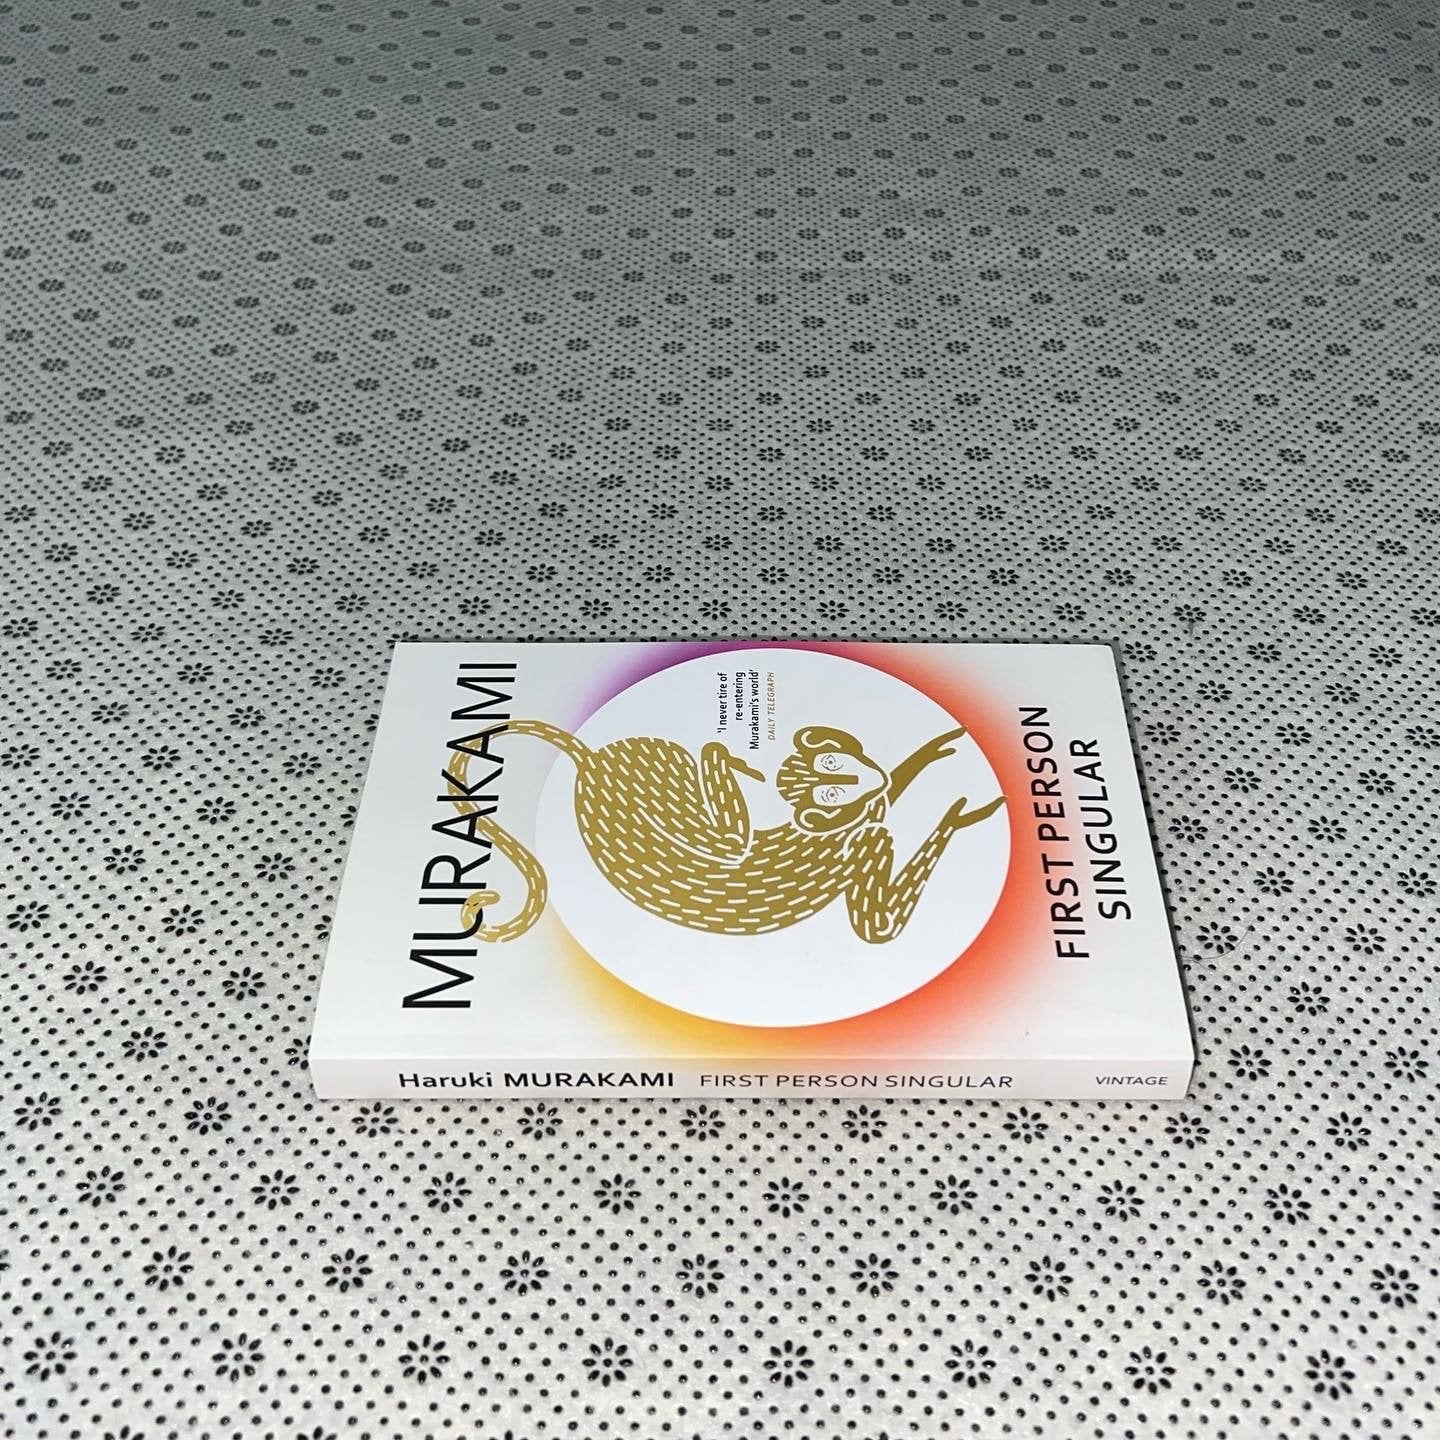 MURAKAMI
'I never tire of
re-entering
Murakami's world'
DAILY TELEGRAPH
FIRST PERSON
SINGULAR
Haruki MURAKAMI FIRST PERSON SINGULAR VINTAGE